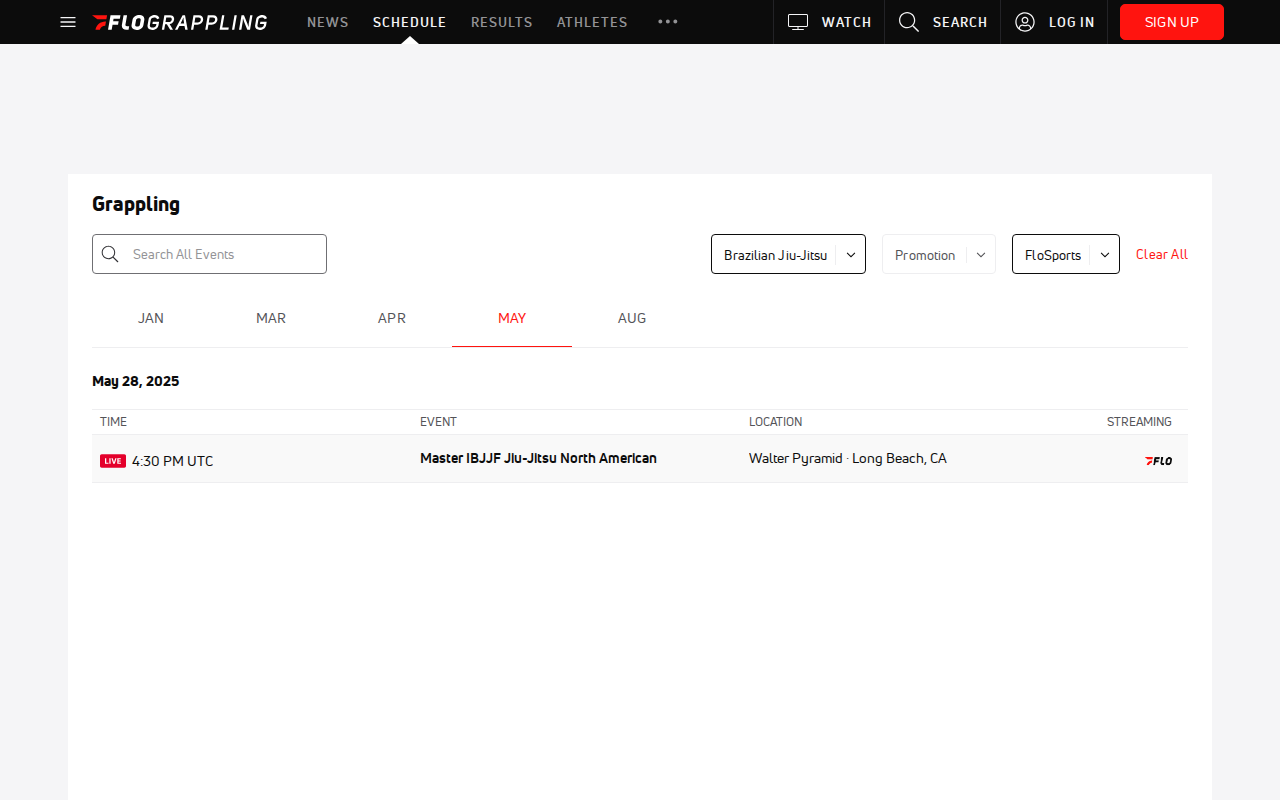 FLOGRAPPLING NEWS SCHEDULE RESULTS ATHLETES ••• WATCH SEARCH LOG IN SIGN UP
Grappling
Search All Events Brazilian Jiu-Jitsu Promotion FloSports Clear All
JAN MAR APR MAY AUG
May 28, 2025
TIME EVENT LOCATION STREAMING
LIVE 4:30 PM UTC Master IBJJF Jiu-Jitsu North American Walter Pyramid · Long Beach, CA FLO